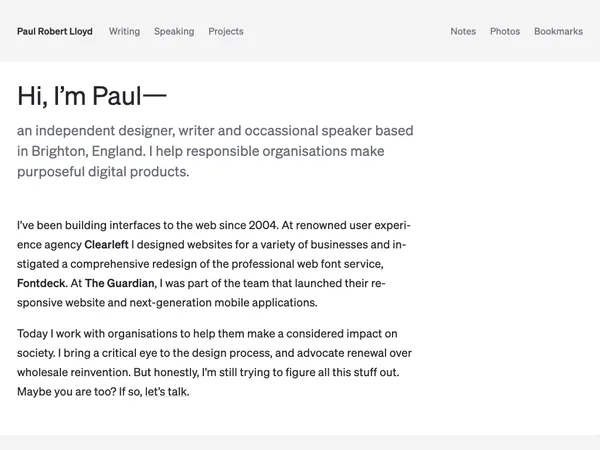 Paul Robert Lloyd Writing Speaking Projects Notes Photos Bookmarks
Hi, I’m Paul—
an independent designer, writer and occassional speaker based
in Brighton, England. I help responsible organisations make
purposeful digital products.
I’ve been building interfaces to the web since 2004. At renowned user experi-
ence agency Clearleft I designed websites for a variety of businesses and in-
stigated a comprehensive redesign of the professional web font service,
Fontdeck. At The Guardian, I was part of the team that launched their re-
sponsive website and next-generation mobile applications.
Today I work with organisations to help them make a considered impact on
society. I bring a critical eye to the design process, and advocate renewal over
wholesale reinvention. But honestly, I’m still trying to figure all this stuff out.
Maybe you are too? If so, let’s talk.